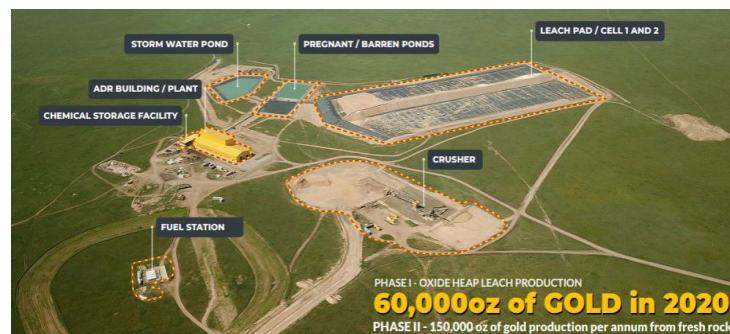 LEACH PAD / CELL 1 AND 2
STORM WATER POND
PREGNANT / BARREN PONDS
ADR BUILDING / PLANT
CHEMICAL STORAGE FACILITY
CRUSHER
FUEL STATION
PHASE I - OXIDE HEAP LEACH PRODUCTION
60,000oz of GOLD in 2020
PHASE II - 150,000 oz of gold production per annum from fresh rock